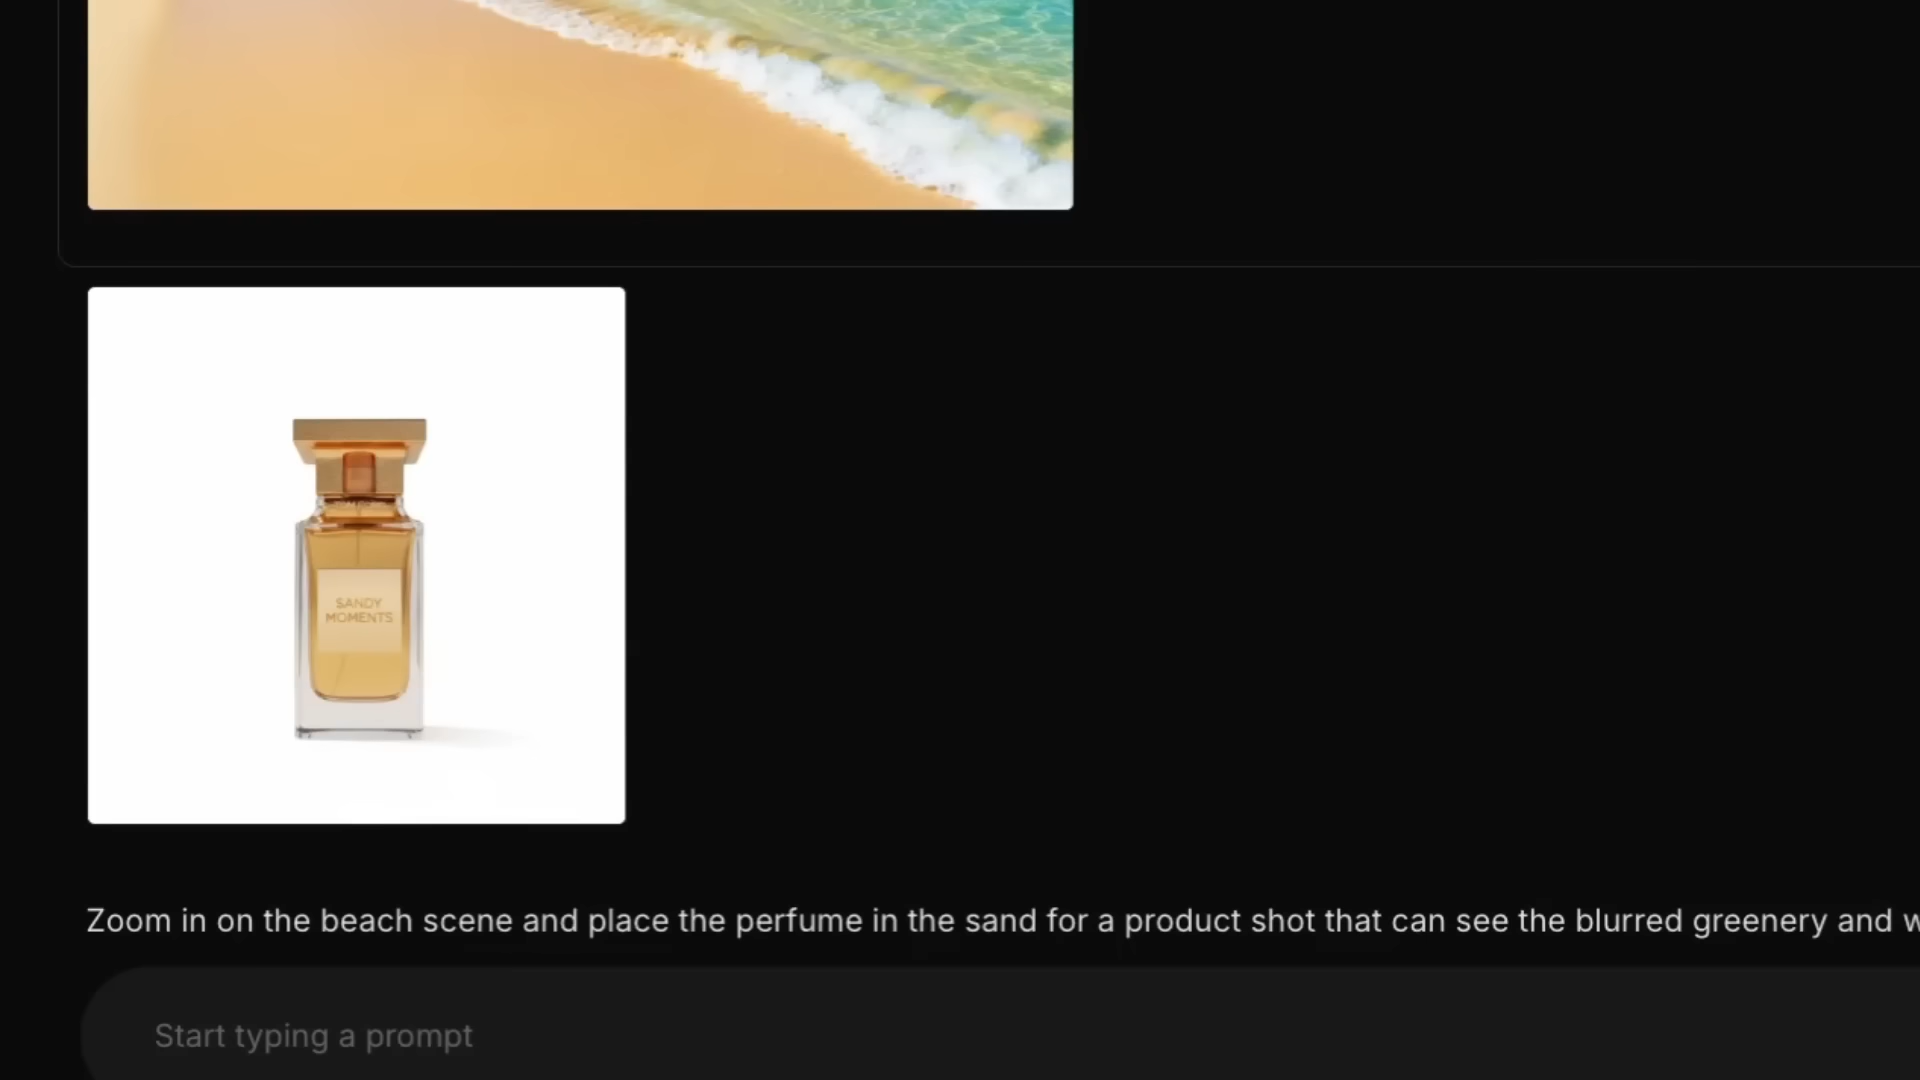 SANDY
MOMENTS
Zoom in on the beach scene and place the perfume in the sand for a product shot that can see the blurred greenery and w
Start typing a prompt